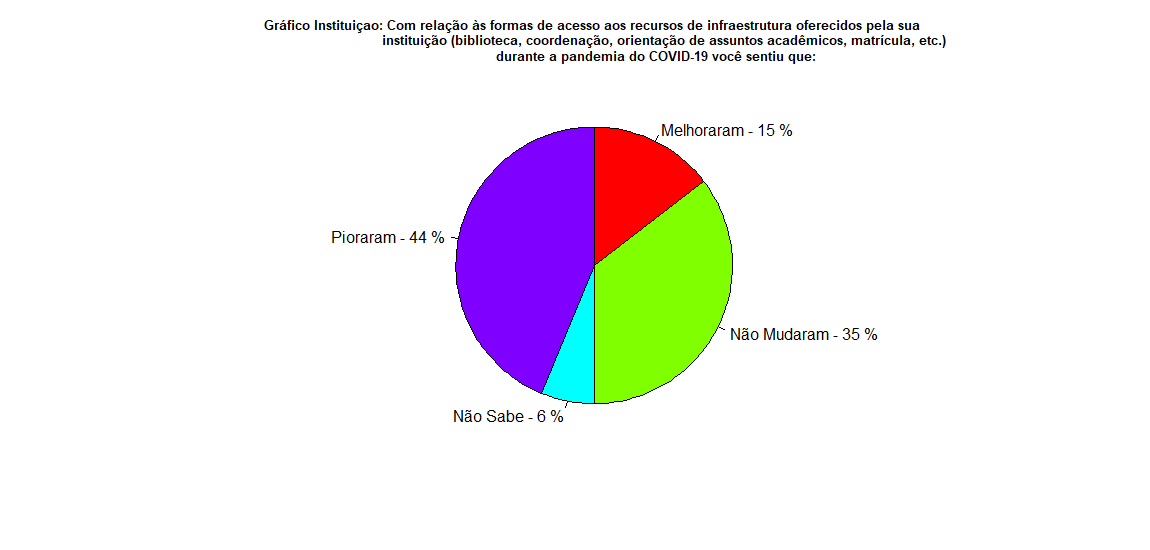 Gráfico Instituiçao: Com relação às formas de acesso aos recursos de infraestrutura oferecidos pela sua
instituição (biblioteca, coordenação, orientação de assuntos acadêmicos, matrícula, etc.)
durante a pandemia do COVID-19 você sentiu que:
Melhoraram - 15 %
Pioraram - 44 %
Não Mudaram - 35 %
Não Sabe - 6 %